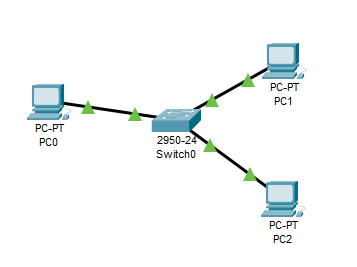 PC-PT
PC1
PC-PT
PC0
2950-24
Switch0
PC-PT
PC2